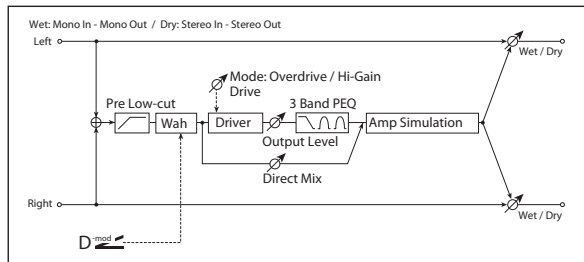 Wet: Mono In - Mono Out / Dry: Stereo In - Stereo Out
Left
Wet / Dry
Mode: Overdrive / Hi-Gain
Drive
Pre Low-cut
3 Band PEQ
Wah
Driver
Amp Simulation
Output Level
Direct Mix
Right
Wet / Dry
D-mod